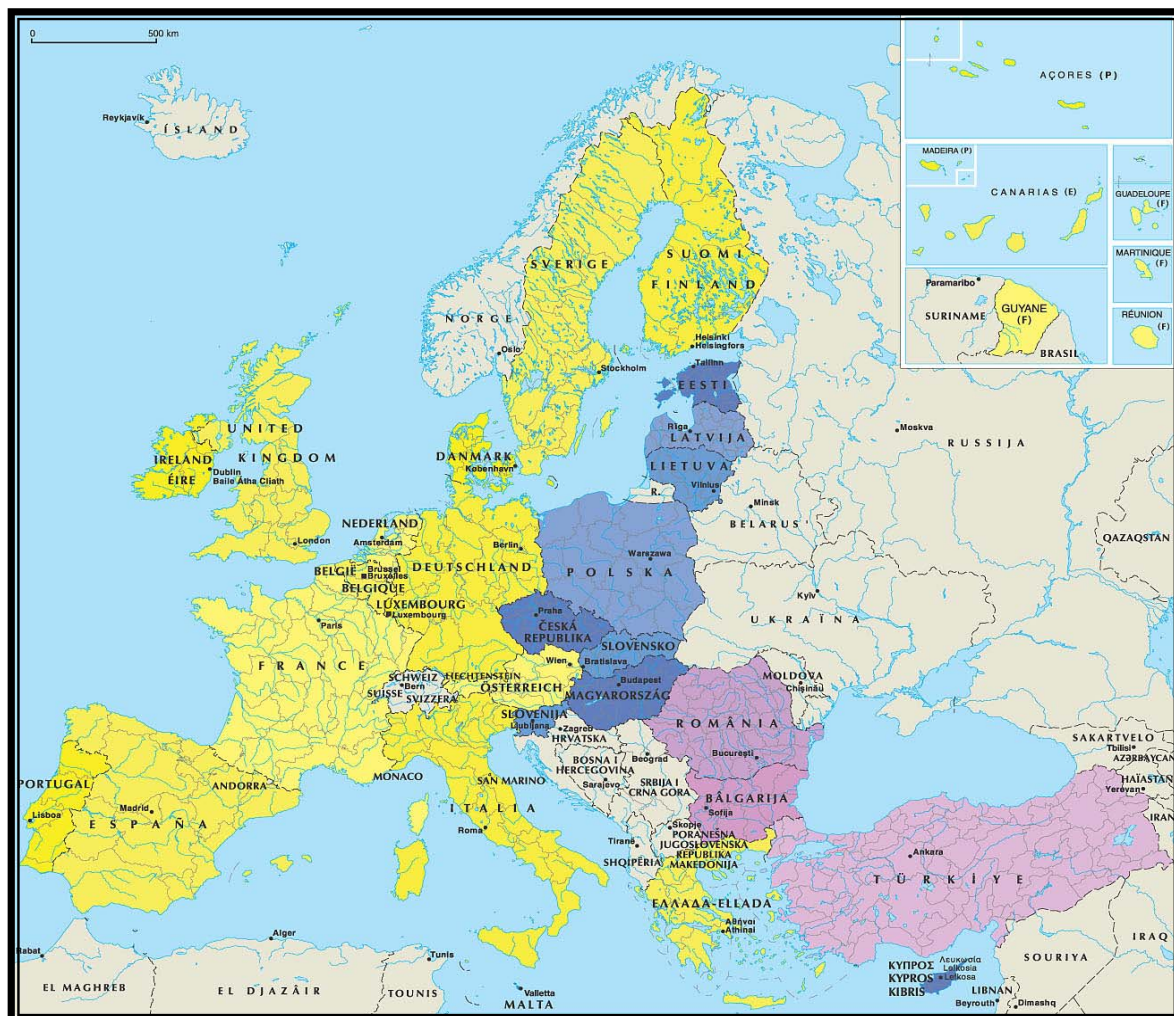 0 500 km
Reykjavík
ÍSLAND
AÇORES (P)
MADEIRA (P)
CANARIAS (E)
GUADELOUPE
(F)
MARTINIQUE
(F)
RÉUNION
(F)
Paramaribo
SURINAME
GUYANE
(F)
BRASIL
SVERIGE
SUOMI
FINLAND
NORGE
Oslo
Helsinki
Helsingfors
Stockholm
Tallinn
EESTI
Rīga
LATVIJA
LIETUVA
Vilnius
R.
Moskva
RUSSIJA
Minsk
BELARUS'
QAZAQSTAN
UNITED
KINGDOM
IRELAND
ÉIRE
Dublin
Baile Átha Cliath
London
DANMARK
København
NEDERLAND
Amsterdam
BELGIË
Brussel
Bruxelles
BELGIQUE
LUXEMBOURG
Luxembourg
Berlin
DEUTSCHLAND
Warszawa
POLSKA
Praha
ČESKÁ
REPUBLIKA
Kyïv
UKRAÏNA
SLOVENSKO
Bratislava
Wien
Paris
FRANCE
SCHWEIZ
Bern
SUISSE
SVIZZERA
LIECHTENSTEIN
ÖSTERREICH
Budapest
MAGYARORSZÁG
MOLDOVA
Chişinău
SLOVENIJA
Ljubljana
Zagreb
HRVATSKA
ROMÂNIA
Bucureşti
Beograd
BOSNA I
HERCEGOVINA
Sarajevo
SRBIJA I
CRNA GORA
BÂLGARIJA
Sofija
PORTUGAL
Lisboa
Madrid
ESPAÑA
ANDORRA
MONACO
SAN MARINO
ITALIA
Roma
Tiranë
SHQIPËRIA
Skopje
PORANEŠNA
JUGOSLOVENSKA
REPUBLIKA
MAKEDONIJA
SAKARTVELO
Tbilisi
AZƏRBAYCAN
HAÏASTAN
Yerevan
IRAN
Ankara
TÜRKİYE
ΕΛΛΑΔΑ-ELLADA
Αθήναι
Athinai
Rabat
EL MAGHREB
Alger
EL DJAZÂIR
Tunis
TOUNIS
Valletta
MALTA
ΚΥΠΡΟΣ
KYPROS
KIBRIS
Λευκωσία
Lefkosia
Lefkosa
LIBNAN
Beyrouth
SOURIYA
Dimashq
IRAQ